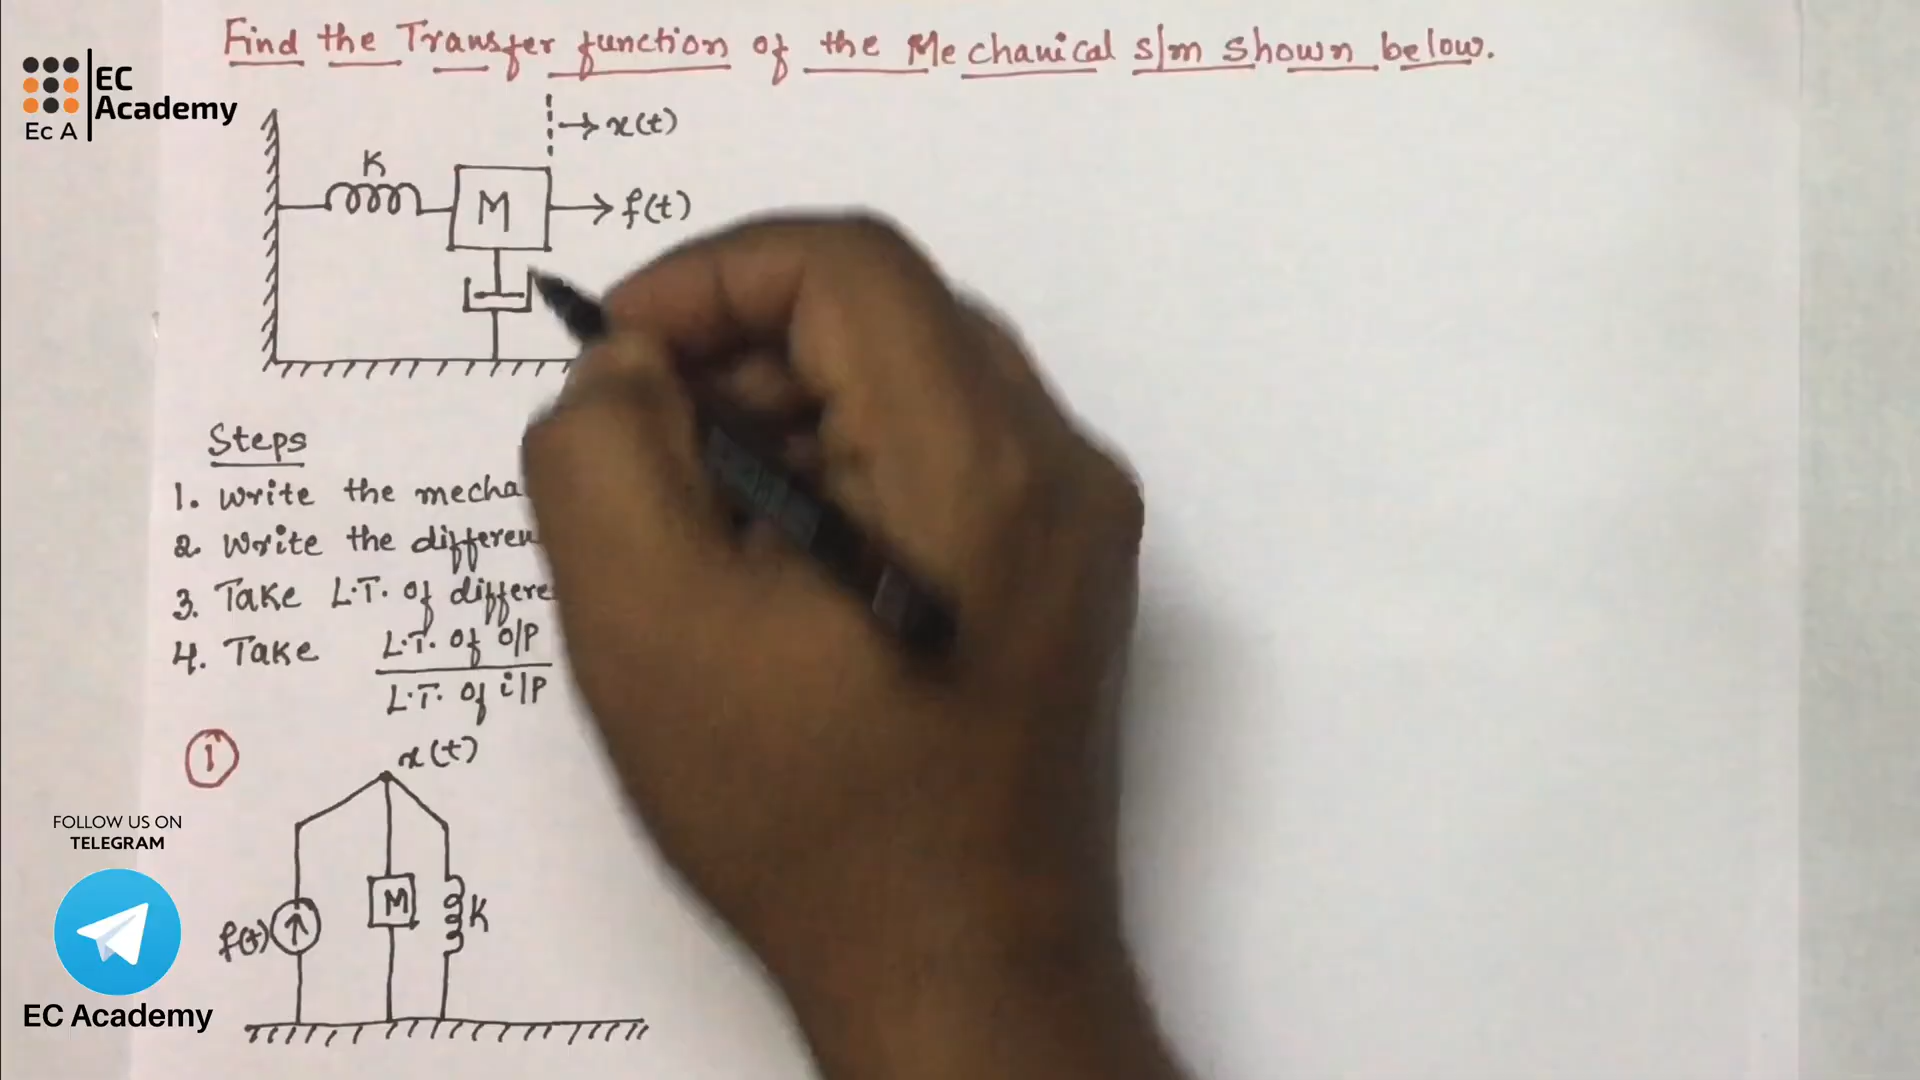 Find the Transfer function of the Mechanical s/m shown below.
EC
Academy
Ec A
x(t)
K
M
f(t)
Steps
1. Write the mecha
2. Write the differen
3. Take L.T. of differe
4. Take L.T. of o/P
L.T. of i/P
1
x(t)
FOLLOW US ON
TELEGRAM
f(t)
M
K
EC Academy